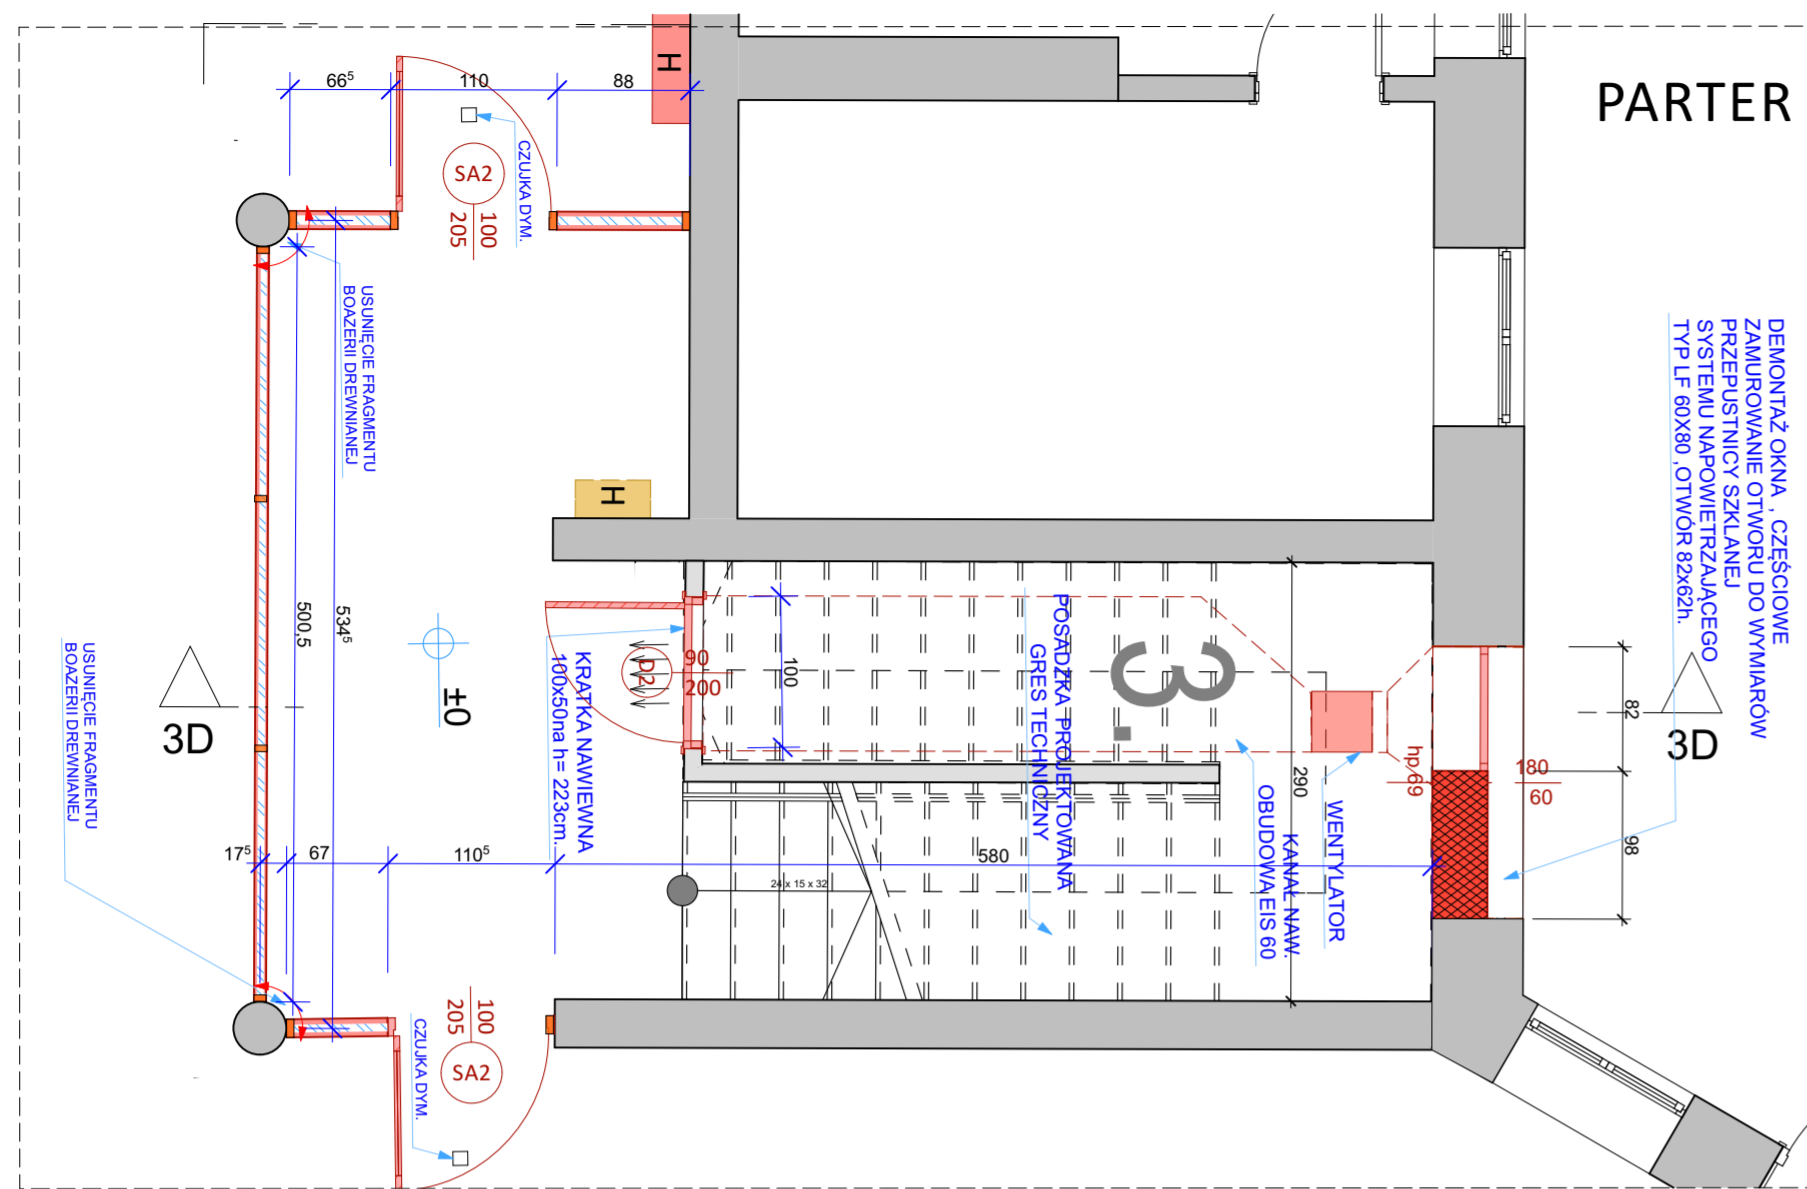 PARTER
66⁵
110
88
H
SA2
100
205
CZUJKA DYM.
USUNIĘCIE FRAGMENTU
BOAZERII DREWNIANEJ
DEMONTAŻ OKNA , CZĘŚCIOWE
ZAMUROWANIE OTWORU DO WYMIARÓW
PRZEPUSTNICY SZKLANEJ
SYSTEMU NAPOWIETRZAJĄCEGO
TYP LF 60X80 ,OTWÓR 82x62h.
H
500,5
534⁵
±0
3D
USUNIĘCIE FRAGMENTU
BOAZERII DREWNIANEJ
KRATKA NAWIEWNA
100x50na h= 223cm.
D2
90
200
100
POSADZKA PROJEKTOWANA
GRES TECHNICZNY
3.
290
KANAŁ NAW.
OBUDOWA EIS 60
WENTYLATOR
hp 69
180
60
82
98
3D
17⁵
67
110⁵
580
24 x 15 x 32
100
205
SA2
CZUJKA DYM.